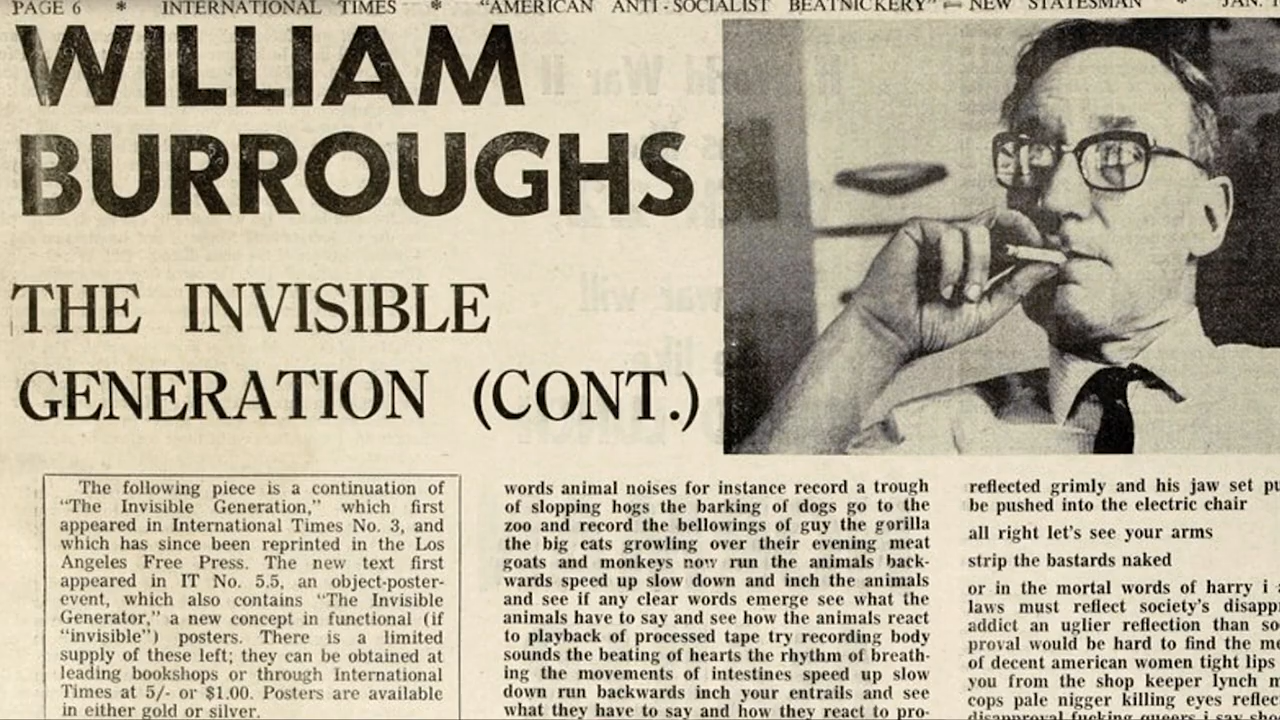 PAGE 6 * INTERNATIONAL TIMES * "AMERICAN ANTI-SOCIALIST BEATNICKERY" — NEW STATESMAN * JAN.
WILLIAM
BURROUGHS
THE INVISIBLE
GENERATION (CONT.)
The following piece is a continuation of
"The Invisible Generation," which first
appeared in International Times No. 3, and
which has since been reprinted in the Los
Angeles Free Press. The new text first
appeared in IT No. 5.5, an object-poster-
event, which also contains "The Invisible
Generator," a new concept in functional (if
"invisible") posters. There is a limited
supply of these left; they can be obtained at
leading bookshops or through International
Times at 5/- or $1.00. Posters are available
in either gold or silver.
words animal noises for instance record a trough
of slopping hogs the barking of dogs go to the
zoo and record the bellowings of guy the gorilla
the big cats growling over their evening meat
goats and monkeys now run the animals back-
wards speed up slow down and inch the animals
and see if any clear words emerge see what the
animals have to say and see how the animals react
to playback of processed tape try recording body
sounds the beating of hearts the rhythm of breath-
ing the movements of intestines speed up slow
down run backwards inch your entrails and see
what they have to say and how they react to pro-
reflected grimly and his jaw set
be pushed into the electric chair
all right let's see your arms
strip the bastards naked
or in the mortal words of harry i
laws must reflect society's
addict an uglier reflection than
proval would be hard to find the
of decent american women tight lips
you from the shop keeper lynch
cops pale nigger killing eyes
disapproval fucking queers i say